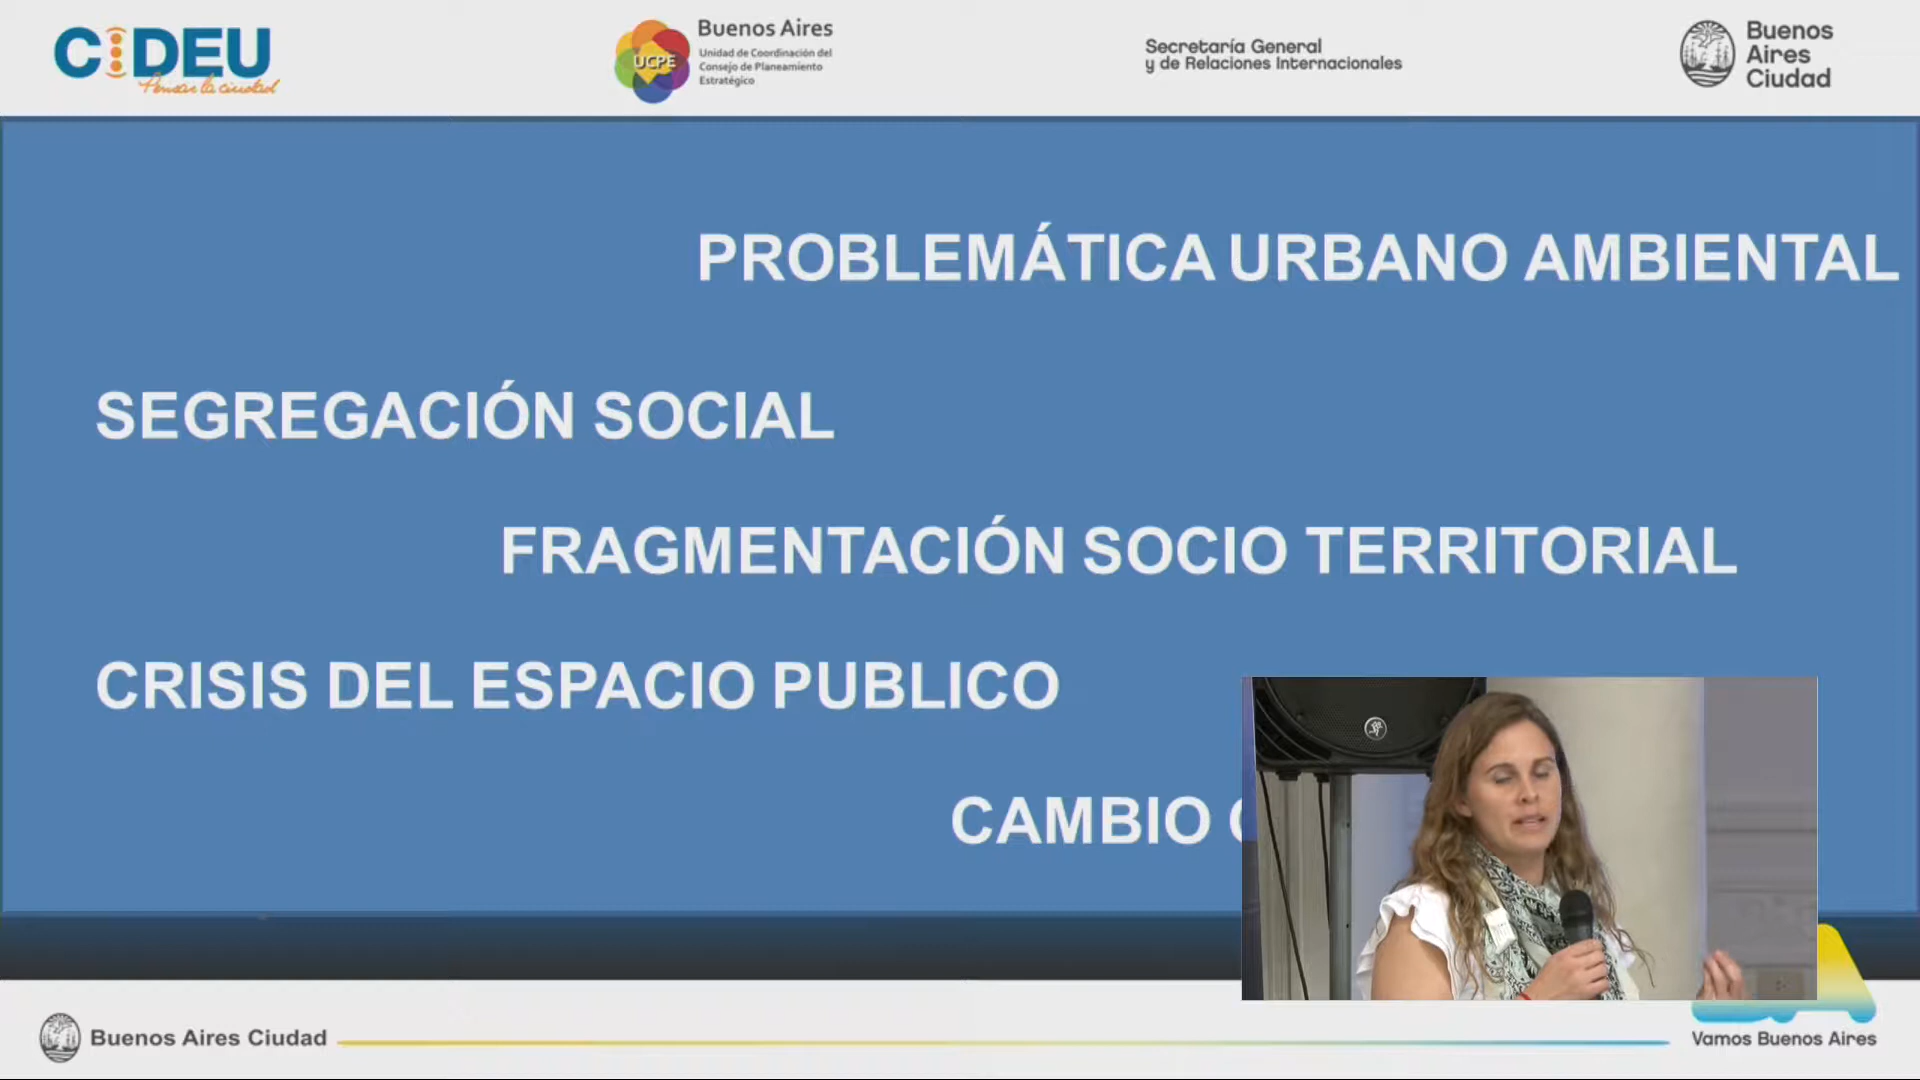 CIDEU
Pensar la ciudad
UCPE
Buenos Aires
Unidad de Coordinación del
Consejo de Planeamiento
Estratégico
Secretaría General
y de Relaciones Internacionales
Buenos
Aires
Ciudad
PROBLEMÁTICA URBANO AMBIENTAL
SEGREGACIÓN SOCIAL
FRAGMENTACIÓN SOCIO TERRITORIAL
CRISIS DEL ESPACIO PUBLICO
CAMBIO
Buenos Aires Ciudad
Vamos Buenos Aires